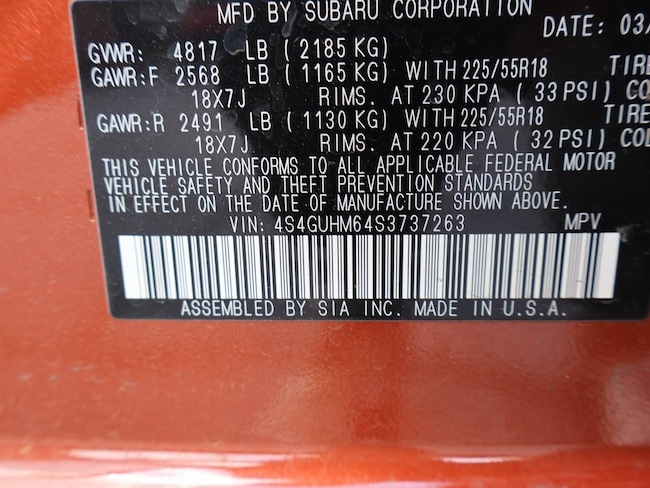 MFD BY SUBARU CORPORATION
DATE: 03/
GVWR: 4817 LB ( 2185 KG)
GAWR:F 2568 LB ( 1165 KG) WITH 225/55R18 TIRE
18X7J RIMS. AT 230 KPA ( 33 PSI) COL
GAWR:R 2491 LB ( 1130 KG) WITH 225/55R18 TIRE
18X7J RIMS. AT 220 KPA ( 32 PSI) COL
THIS VEHICLE CONFORMS TO ALL APPLICABLE FEDERAL MOTOR
VEHICLE SAFETY AND THEFT PREVENTION STANDARDS
IN EFFECT ON THE DATE OF MANUFACTURE SHOWN ABOVE.
VIN: 4S4GUHM64S3737263 MPV
ASSEMBLED BY SIA INC. MADE IN U.S.A.